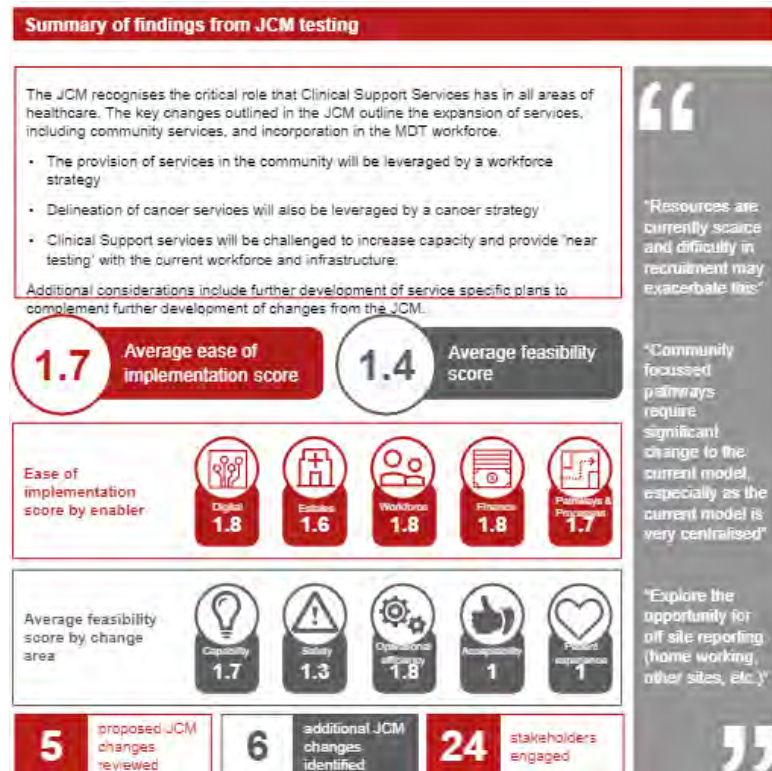 Summary of findings from JCM testing
The JCM recognises the critical role that Clinical Support Services has in all areas of
healthcare. The key changes outlined in the JCM outline the expansion of services,
including community services, and incorporation in the MDT workforce.
• The provision of services in the community will be leveraged by a workforce
strategy
• Delineation of cancer services will also be leveraged by a cancer strategy
• Clinical Support services will be challenged to increase capacity and provide 'near
testing' with the current workforce and infrastructure.
Additional considerations include further development of service specific plans to
complement further development of changes from the JCM.
1.7
Average ease of
implementation score
1.4
Average feasibility
score
Ease of
implementation
score by enabler
Digital
1.8
Estates
1.6
Workforce
1.8
Finance
1.8
Pathways &
Processes
1.7
Average feasibility
score by change
area
Capability
1.7
Safety
1.3
Operational
efficiency
1.8
Acceptability
1
Patient
experience
1
5
proposed JCM
changes
reviewed
6
additional JCM
changes
identified
24
stakeholders
engaged
“
"Resources are
currently scarce
and difficulty in
recruitment may
exacerbate this"
"Community
focussed
pathways
require
significant
change to the
current model,
especially as the
current model is
very centralised"
"Explore the
opportunity for
off site reporting
(home working,
other sites, etc.)"
”